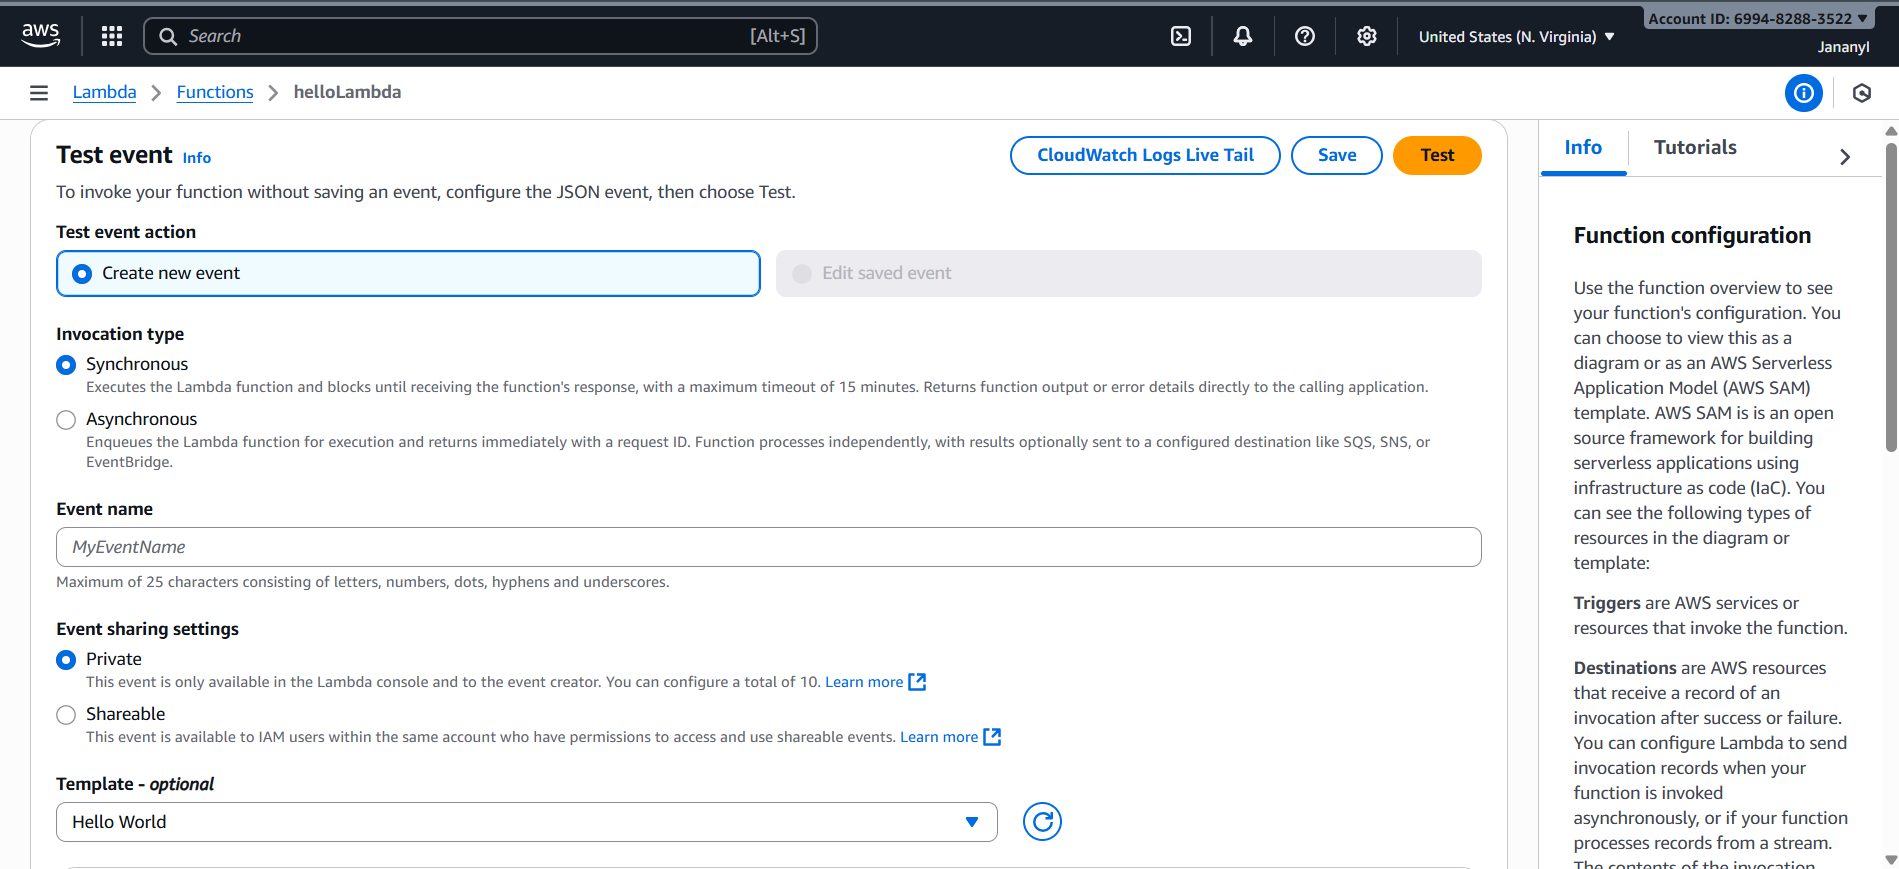 aws
Search
[Alt+S]
United States (N. Virginia)
Account ID: 6994-8288-3522
Jananyl
Lambda
Functions
helloLambda
Test event
Info
CloudWatch Logs Live Tail
Save
Test
To invoke your function without saving an event, configure the JSON event, then choose Test.
Test event action
Create new event
Edit saved event
Invocation type
Synchronous
Executes the Lambda function and blocks until receiving the function's response, with a maximum timeout of 15 minutes. Returns function output or error details directly to the calling application.
Asynchronous
Enqueues the Lambda function for execution and returns immediately with a request ID. Function processes independently, with results optionally sent to a configured destination like SQS, SNS, or
EventBridge.
Event name
MyEventName
Maximum of 25 characters consisting of letters, numbers, dots, hyphens and underscores.
Event sharing settings
Private
This event is only available in the Lambda console and to the event creator. You can configure a total of 10. Learn more
Shareable
This event is available to IAM users within the same account who have permissions to access and use shareable events. Learn more
Template - optional
Hello World
Info
Tutorials
Function configuration
Use the function overview to see
your function's configuration. You
can choose to view this as a
diagram or as an AWS Serverless
Application Model (AWS SAM)
template. AWS SAM is is an open
source framework for building
serverless applications using
infrastructure as code (IaC). You
can see the following types of
resources in the diagram or
template:
Triggers are AWS services or
resources that invoke the function.
Destinations are AWS resources
that receive a record of an
invocation after success or failure.
You can configure Lambda to send
invocation records when your
function is invoked
asynchronously, or if your function
processes records from a stream.
The contents of the invocation